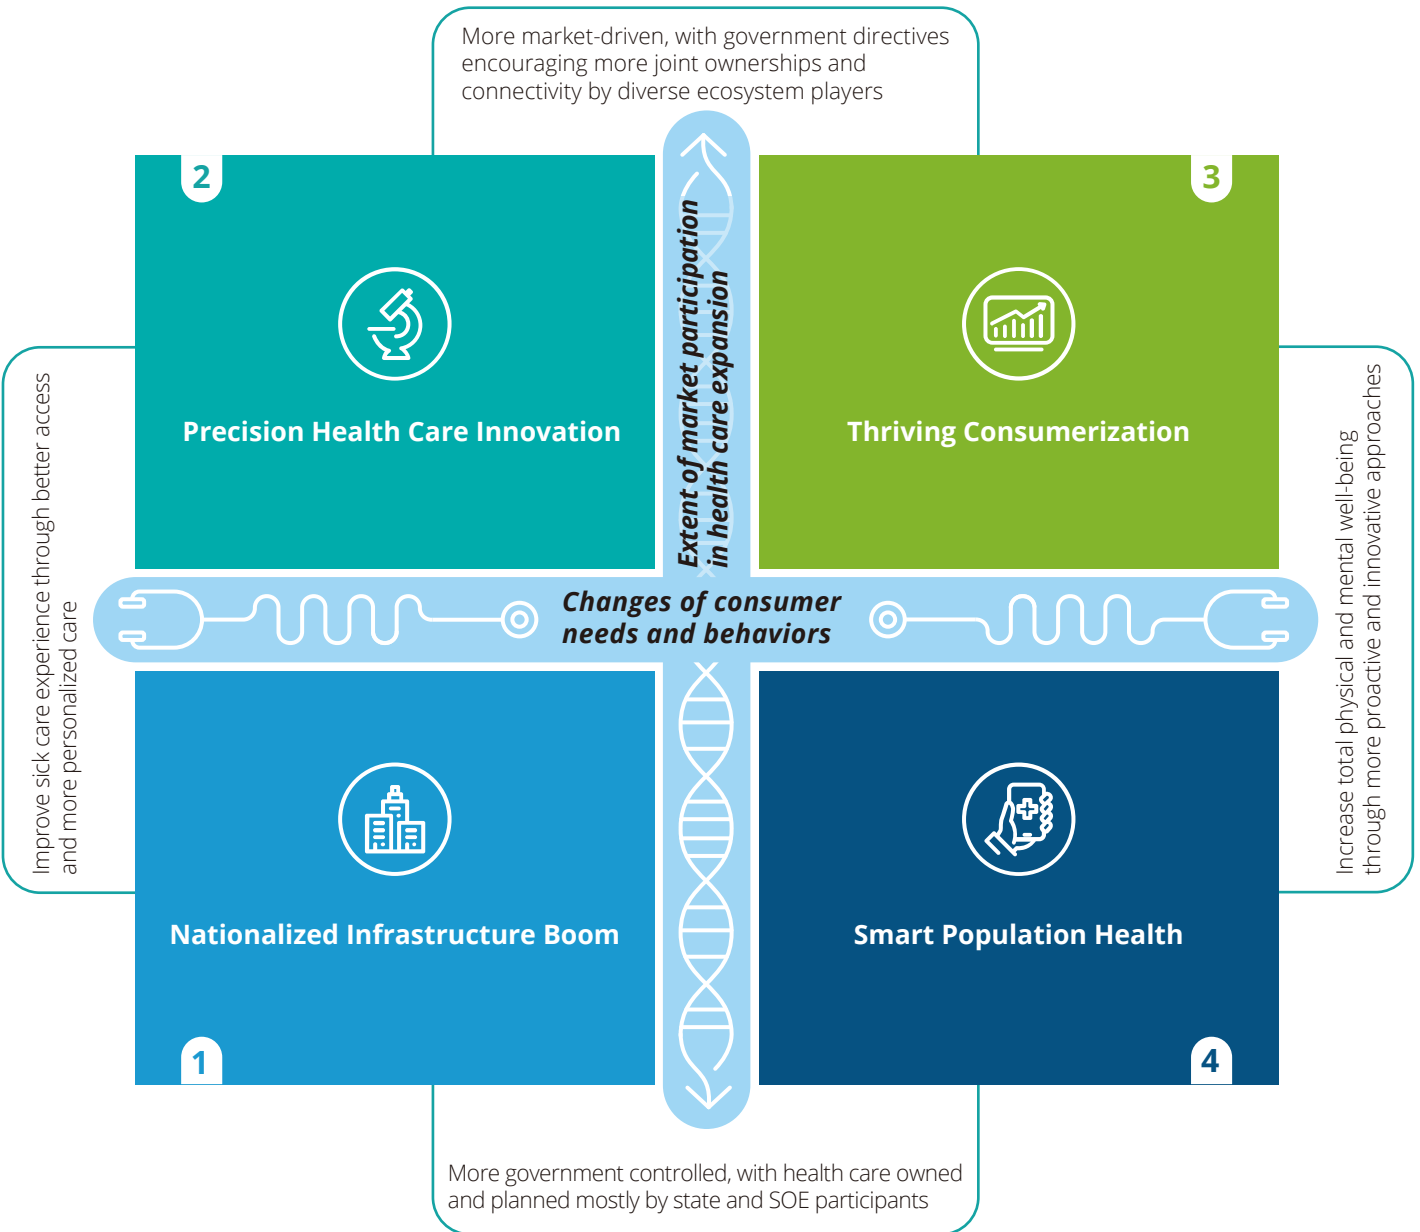 More market-driven, with government directives
encouraging more joint ownerships and
connectivity by diverse ecosystem players
2
3
Precision Health Care Innovation
Thriving Consumerization
Extent of market participation
in health care expansion
Improve sick care experience through better access
and more personalized care
Changes of consumer
needs and behaviors
Increase total physical and mental well-being
through more proactive and innovative approaches
Nationalized Infrastructure Boom
Smart Population Health
1
4
More government controlled, with health care owned
and planned mostly by state and SOE participants